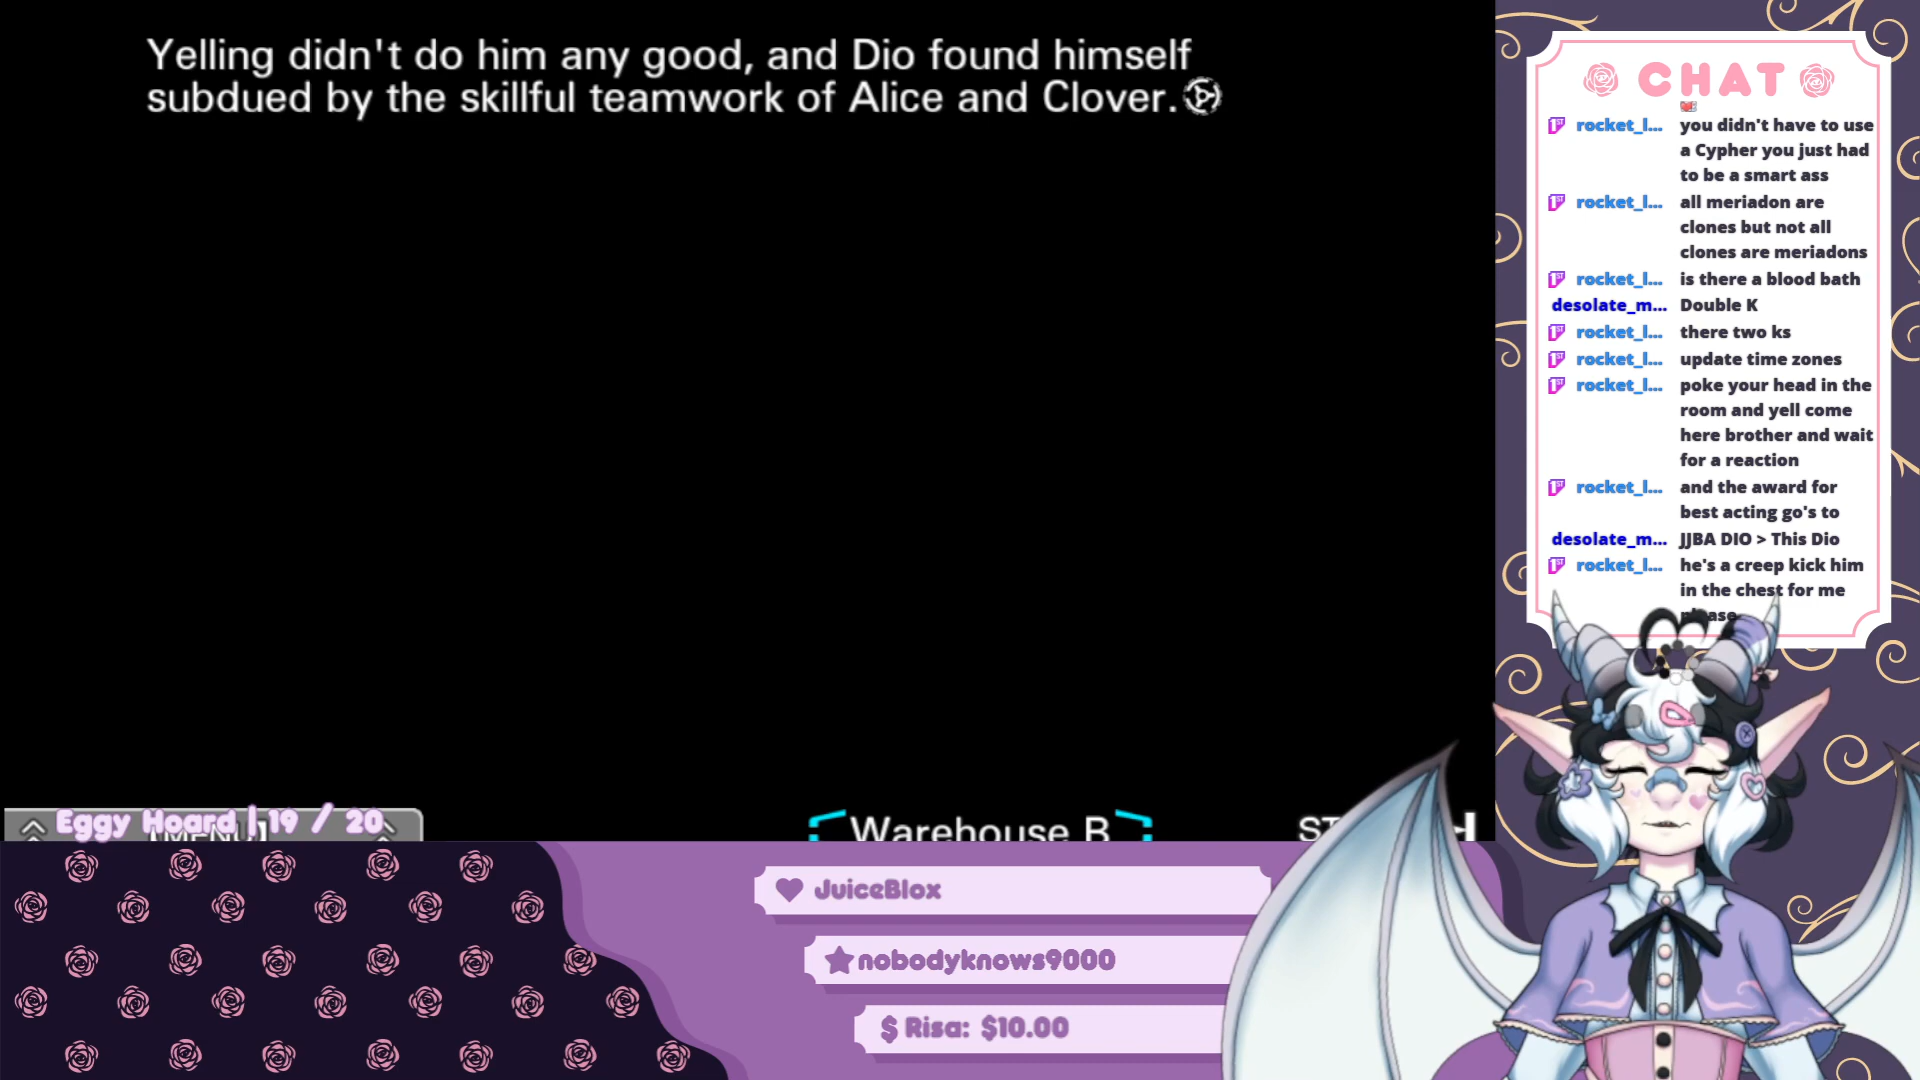 Yelling didn't do him any good, and Dio found himself
subdued by the skillful teamwork of Alice and Clover.
CHAT
rocket_l... you didn't have to use
a Cypher you just had
to be a smart ass
rocket_l... all meriadon are
clones but not all
clones are meriadons
rocket_l... is there a blood bath
desolate_m... Double K
rocket_l... there two ks
rocket_l... update time zones
rocket_l... poke your head in the
room and yell come
here brother and wait
for a reaction
rocket_l... and the award for
best acting go's to
desolate_m... JJBA DIO > This Dio
rocket_l... he's a creep kick him
in the chest for me
Eggy Hoard | 19 / 20
[MENU]
Warehouse B
JuiceBlox
nobodyknows9000
$ Risa: $10.00